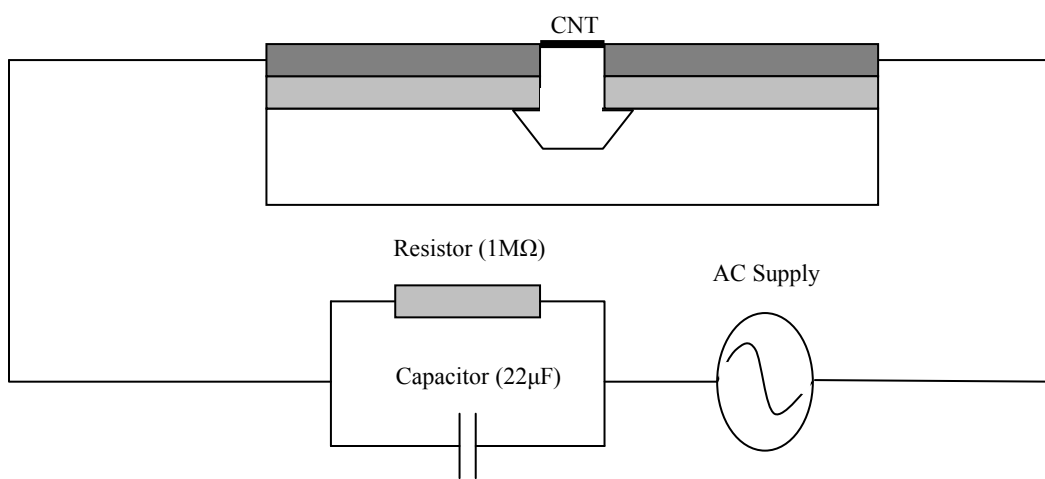 CNT
Resistor (1MΩ)
AC Supply
Capacitor (22μF)